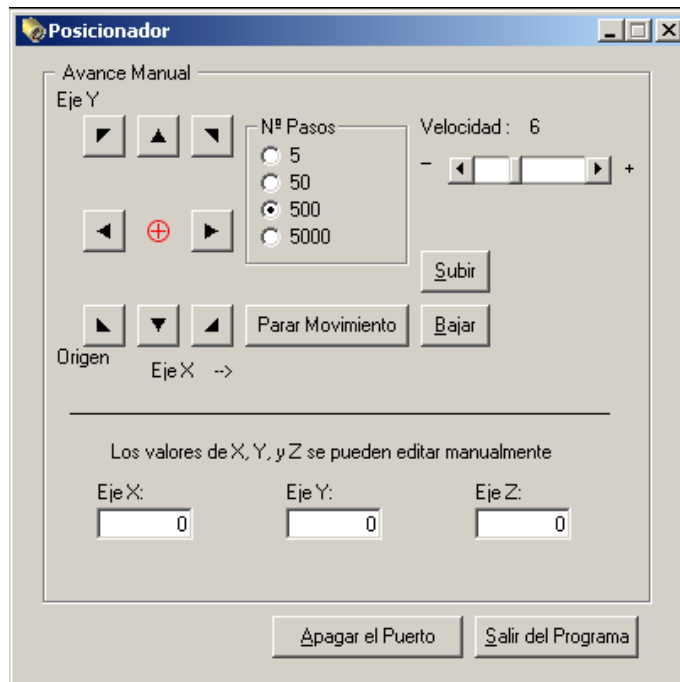 Posicionador
Avance Manual
Eje Y
Nº Pasos
Velocidad : 6
5
- +
50
500
5000
Subir
Parar Movimiento
Bajar
Origen
Eje X -->
Los valores de X, Y, y Z se pueden editar manualmente
Eje X: Eje Y: Eje Z:
0 0 0
Apagar el Puerto Salir del Programa